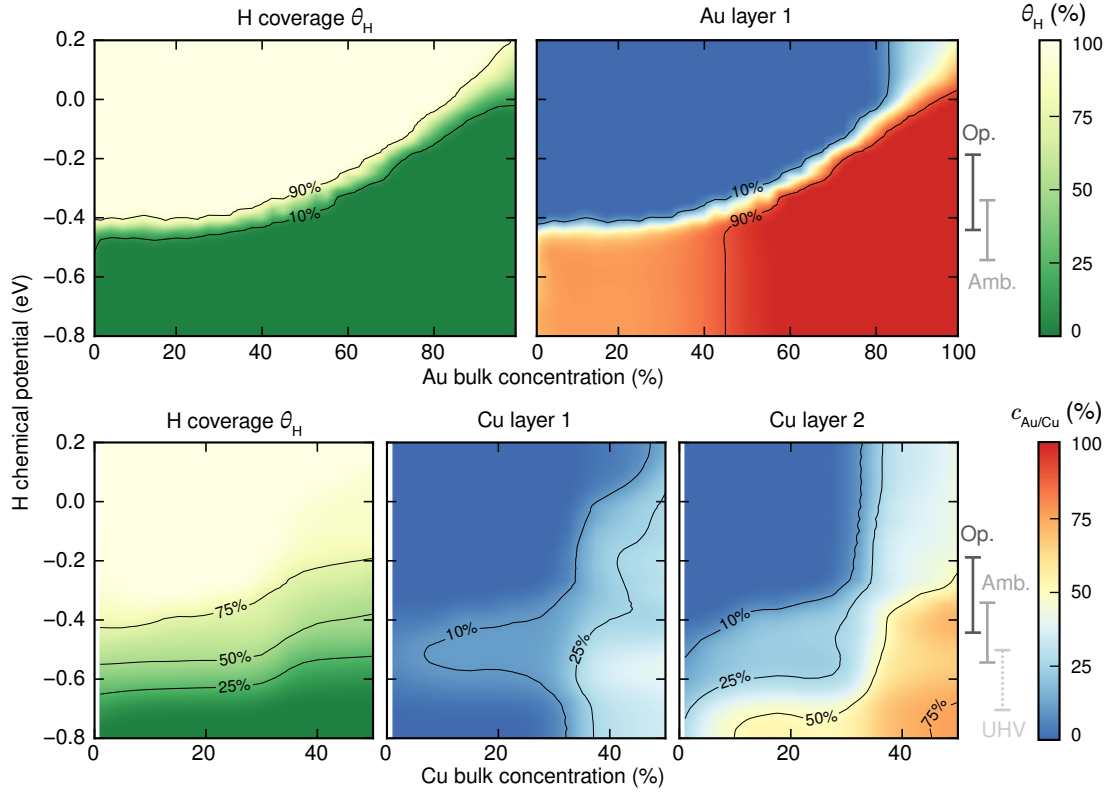 H coverage θH
Au layer 1
θH (%)
0.2
0.0
−0.2
−0.4
−0.6
−0.8
90%
10%
10%
90%
Op.
Amb.
100
75
50
25
0
0 20 40 60 80
0 20 40 60 80 100
Au bulk concentration (%)
H chemical potential (eV)
H coverage θH
Cu layer 1
Cu layer 2
cAu/Cu (%)
0.2
0.0
−0.2
−0.4
−0.6
−0.8
75%
50%
25%
10%
25%
10%
25%
50%
75%
Op.
Amb.
UHV
100
75
50
25
0
0 20 40
0 20 40
0 20 40
Cu bulk concentration (%)